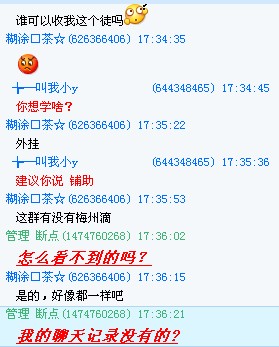 谁可以收我这个徒吗
糊涂口茶☆(626366406) 17:34:35
╋━叫我小y (644348465) 17:34:45
你想学啥？
糊涂口茶☆(626366406) 17:35:22
外挂
╋━叫我小y (644348465) 17:35:36
建议你说 铺助
糊涂口茶☆(626366406) 17:35:53
这群有没有梅州滴
管理 断点(1474760268) 17:36:02
怎么看不到的吗？
糊涂口茶☆(626366406) 17:36:15
是的，好像都一样吧
管理 断点(1474760268) 17:36:21
我的聊天记录没有的？